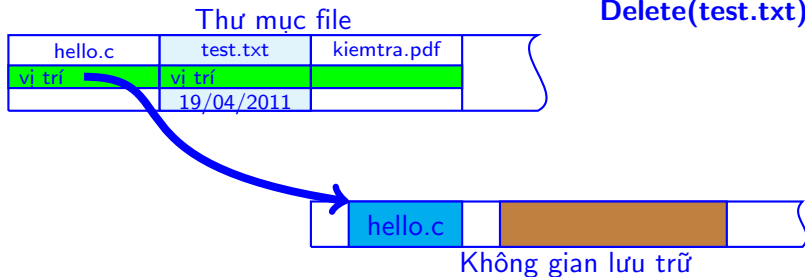 Thư mục file
Delete(test.txt)
hello.c test.txt kiemtra.pdf
vị trí vị trí
19/04/2011
hello.c
Không gian lưu trữ